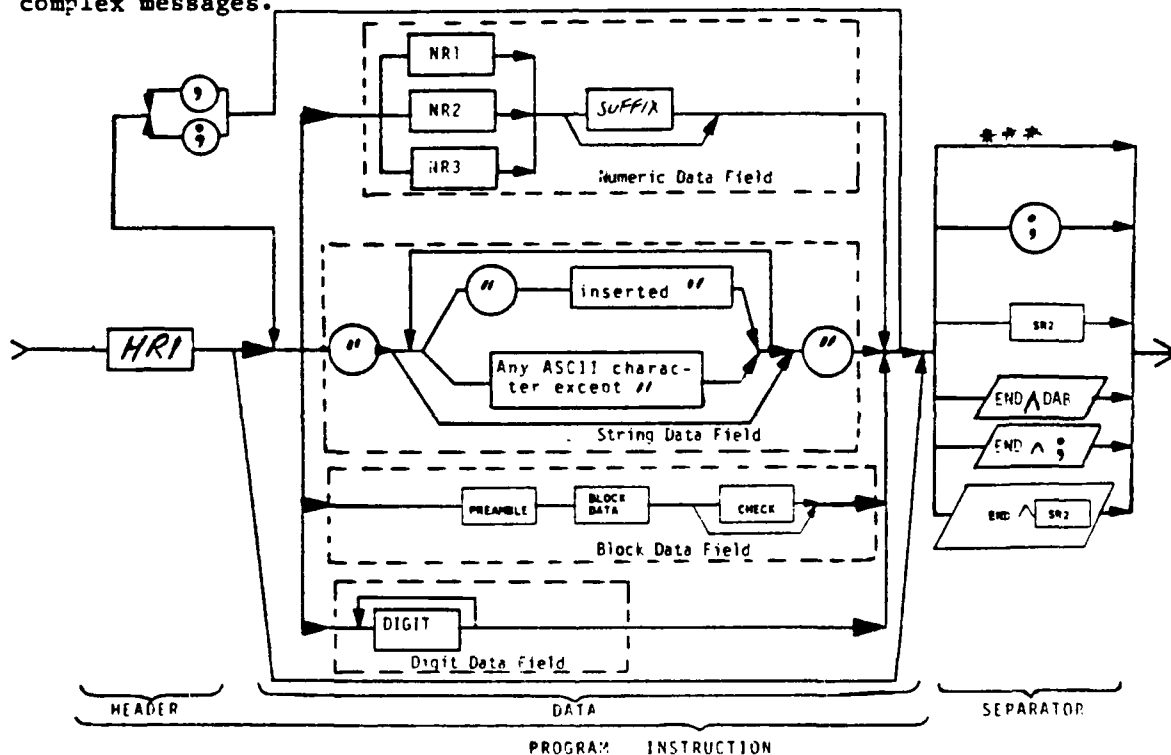 complex messages.
NR1
NR2
NR3
SUFFIX
Numeric Data Field
,
;
***
;
HR1
"
"
inserted "
Any ASCII charac-
ter except "
"
String Data Field
SR2
END ∧ DAB
END ∧ ;
END ∧ SR2
PREAMBLE
BLOCK
DATA
CHECK
Block Data Field
DIGIT
Digit Data Field
HEADER
DATA
SEPARATOR
PROGRAM INSTRUCTION